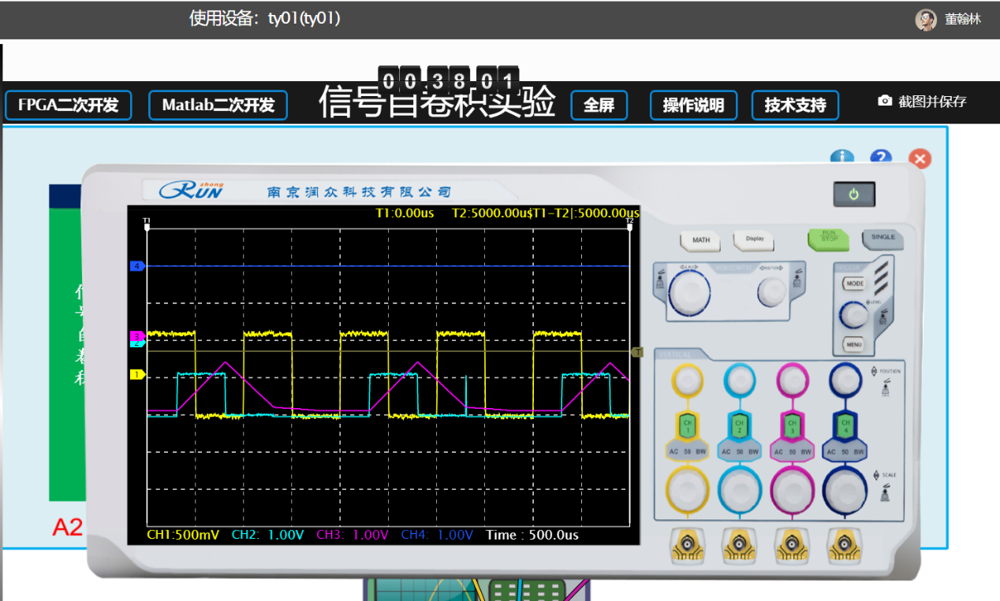 使用设备：ty01(ty01)
董翰林
00 38 01
FPGA二次开发
Matlab二次开发
信号自卷积实验
全屏
操作说明
技术支持
截图并保存
RUN zhong
南京润众科技有限公司
T1:0.00us T2:5000.00us|T1-T2|:5000.00us
T1
T2
MATH
Display
RUN
STOP
SINGLE
HORIZONTAL
POSITION
TRIGGER
MODE
LEVEL
MENU
4
3
2
1
T
VERTICAL
POSITION
CH
1
CH
2
CH
3
CH
4
AC 50 BW
AC 50 BW
AC 50 BW
AC 50 BW
SCALE
CH1:500mV CH2: 1.00V CH3: 1.00V CH4: 1.00V Time : 500.0us
A2